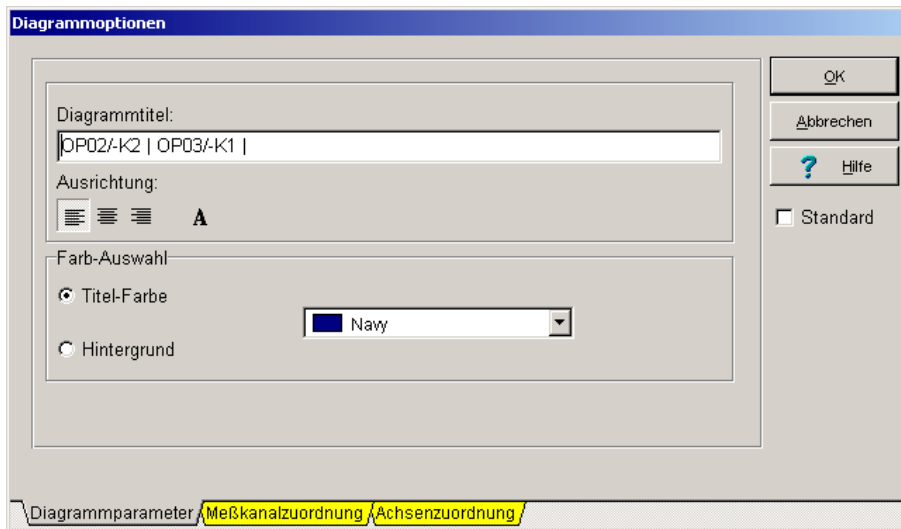 Diagrammoptionen
Diagrammtitel:
OP02/-K2 | OP03/-K1 |
Ausrichtung:
A
Farb-Auswahl
Titel-Farbe
Navy
Hintergrund
OK
Abbrechen
? Hilfe
Standard
Diagrammparameter Meßkanalzuordnung Achsenzuordnung